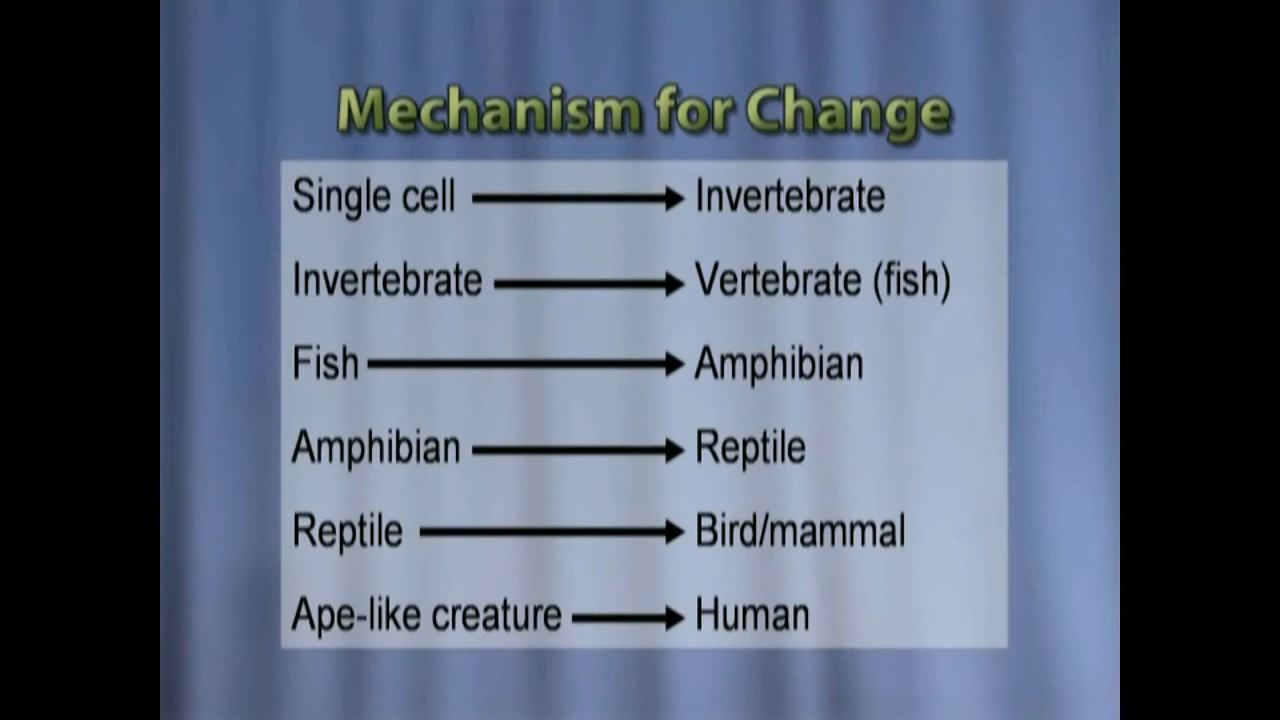 Mechanism for Change
Single cell Invertebrate
Invertebrate Vertebrate (fish)
Fish Amphibian
Amphibian Reptile
Reptile Bird/mammal
Ape-like creature Human